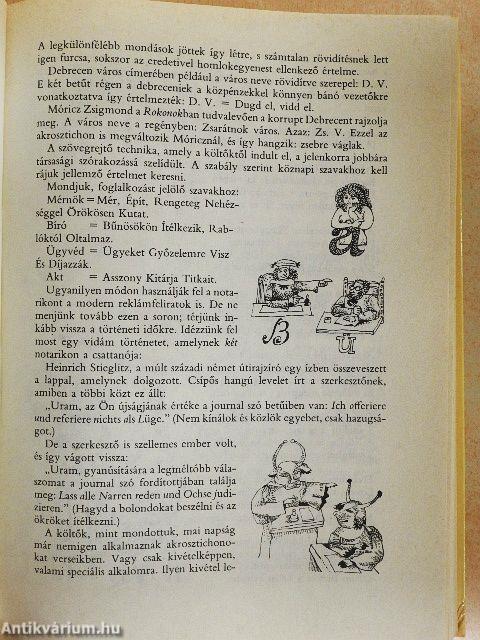 A legkülönfélébb mondások jöttek így létre, s számtalan rövidítésnek lett
igen furcsa, sokszor az eredetivel homlokegyenest ellenkező értelme.
Debrecen város címerében például a város neve rövidítve szerepel: D. V.
E két betűt régen a debreceniek a közpénzekkel könnyen bánó vezetőkre
vonatkoztatva így értelmezték: D. V. = Dugd el, vidd el.
Móricz Zsigmond a Rokonokban tudvalevően a korrupt Debrecent rajzolja
meg. A város neve a regényben: Zsarátnok város. Azaz: Zs. V. Ezzel az
akrosztichon is megváltozik Móricznál, és így hangzik: zsebre váglak.
A szövegrejtő technika, amely a költőktől indult el, a jelenkorra jobbára
társasági szórakozássá szelídült. A szabály szerint köznapi szavakhoz kell
rájuk jellemző értelmet keresni.
Mondjuk, foglalkozást jelölő szavakhoz:
Mérnök = Mér, Épít, Rengeteg Nehéz-
séggel Örökösen Kutat.
Bíró = Bűnösökön Ítélkezik, Rab-
lóktól Oltalmaz.
Ügyvéd = Ügyeket Győzelemre Visz
És Díjazzák.
Akt = Asszony Kitárja Titkait.
Ugyanilyen módon használják fel a nota-
rikont a modern reklámfeliratok is. De ne
menjünk tovább ezen a soron; térjünk in-
kább vissza a történeti időkre. Idézzünk fel
most egy vidám történetet, amelynek két
notarikon a csattanója:
Heinrich Stieglitz, a múlt századi német útirajzíró egy ízben összeveszett
a lappal, amelynek dolgozott. Csípős hangú levelet írt a szerkesztőnek,
amiben a többi közt ez állt:
„Uram, az Ön újságjának értéke a journal szó betűiben van: Ich offeriere
und referiere nichts als Lüge.” (Nem kínálok és közlök egyebet, csak hazugsá-
got.)
De a szerkesztő is szellemes ember volt,
és így vágott vissza:
„Uram, gyanúsítására a legméltóbb vála-
szomat a journal szó fordítottjában találja
meg: Lass alle Narren reden und Ochse judi-
zieren.” (Hagyd a bolondokat beszélni és az
ökröket ítélkezni.)
A költők, mint mondottuk, mai napság
már nemigen alkalmaznak akrosztichono-
kat verseikben. Vagy csak kivételképpen,
valami speciális alkalomra. Ilyen kivétel le-
a
B
Ü
Antikvárium.hu